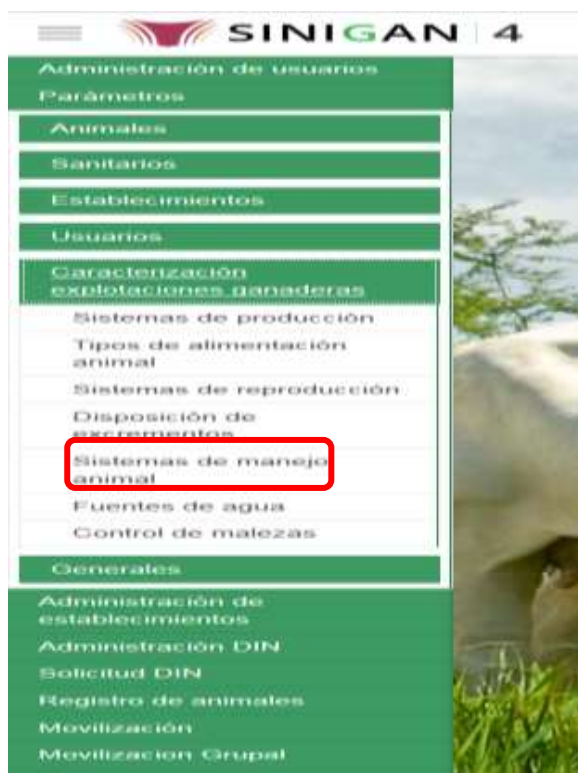 SINIGAN | 4
Administración de usuarios
Parámetros
Animales
Sanitarios
Establecimientos
Usuarios
Caracterización
explotaciones ganaderas
Sistemas de producción
Tipos de alimentación
animal
Sistemas de reproducción
Disposición de
excrementos
Sistemas de manejo
animal
Fuentes de agua
Control de malezas
Generales
Administración de
establecimientos
Administración DIN
Solicitud DIN
Registro de animales
Movilización
Movilizacion Grupal